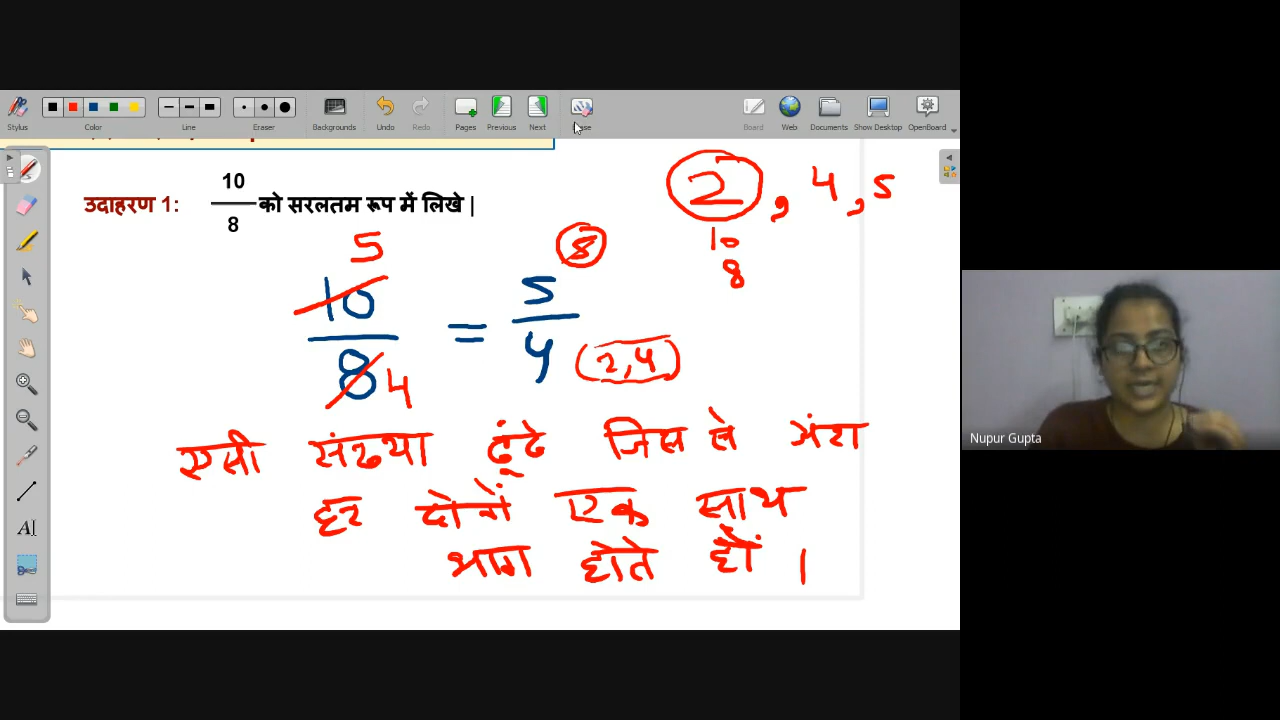 Stylus Color Line Eraser Backgrounds Undo Redo Pages Previous Next Erase Board Web Documents Show Desktop OpenBoard
2, 4, 5
उदाहरण 1: 10/8 को सरलतम रूप में लिखे |
10
8
5 8
10/8 = 5/4
4 (2,4)
एसी संख्या ढूंढे जिस से अंश
हर दोनों एक साथ
भाग होते हों |
Nupur Gupta